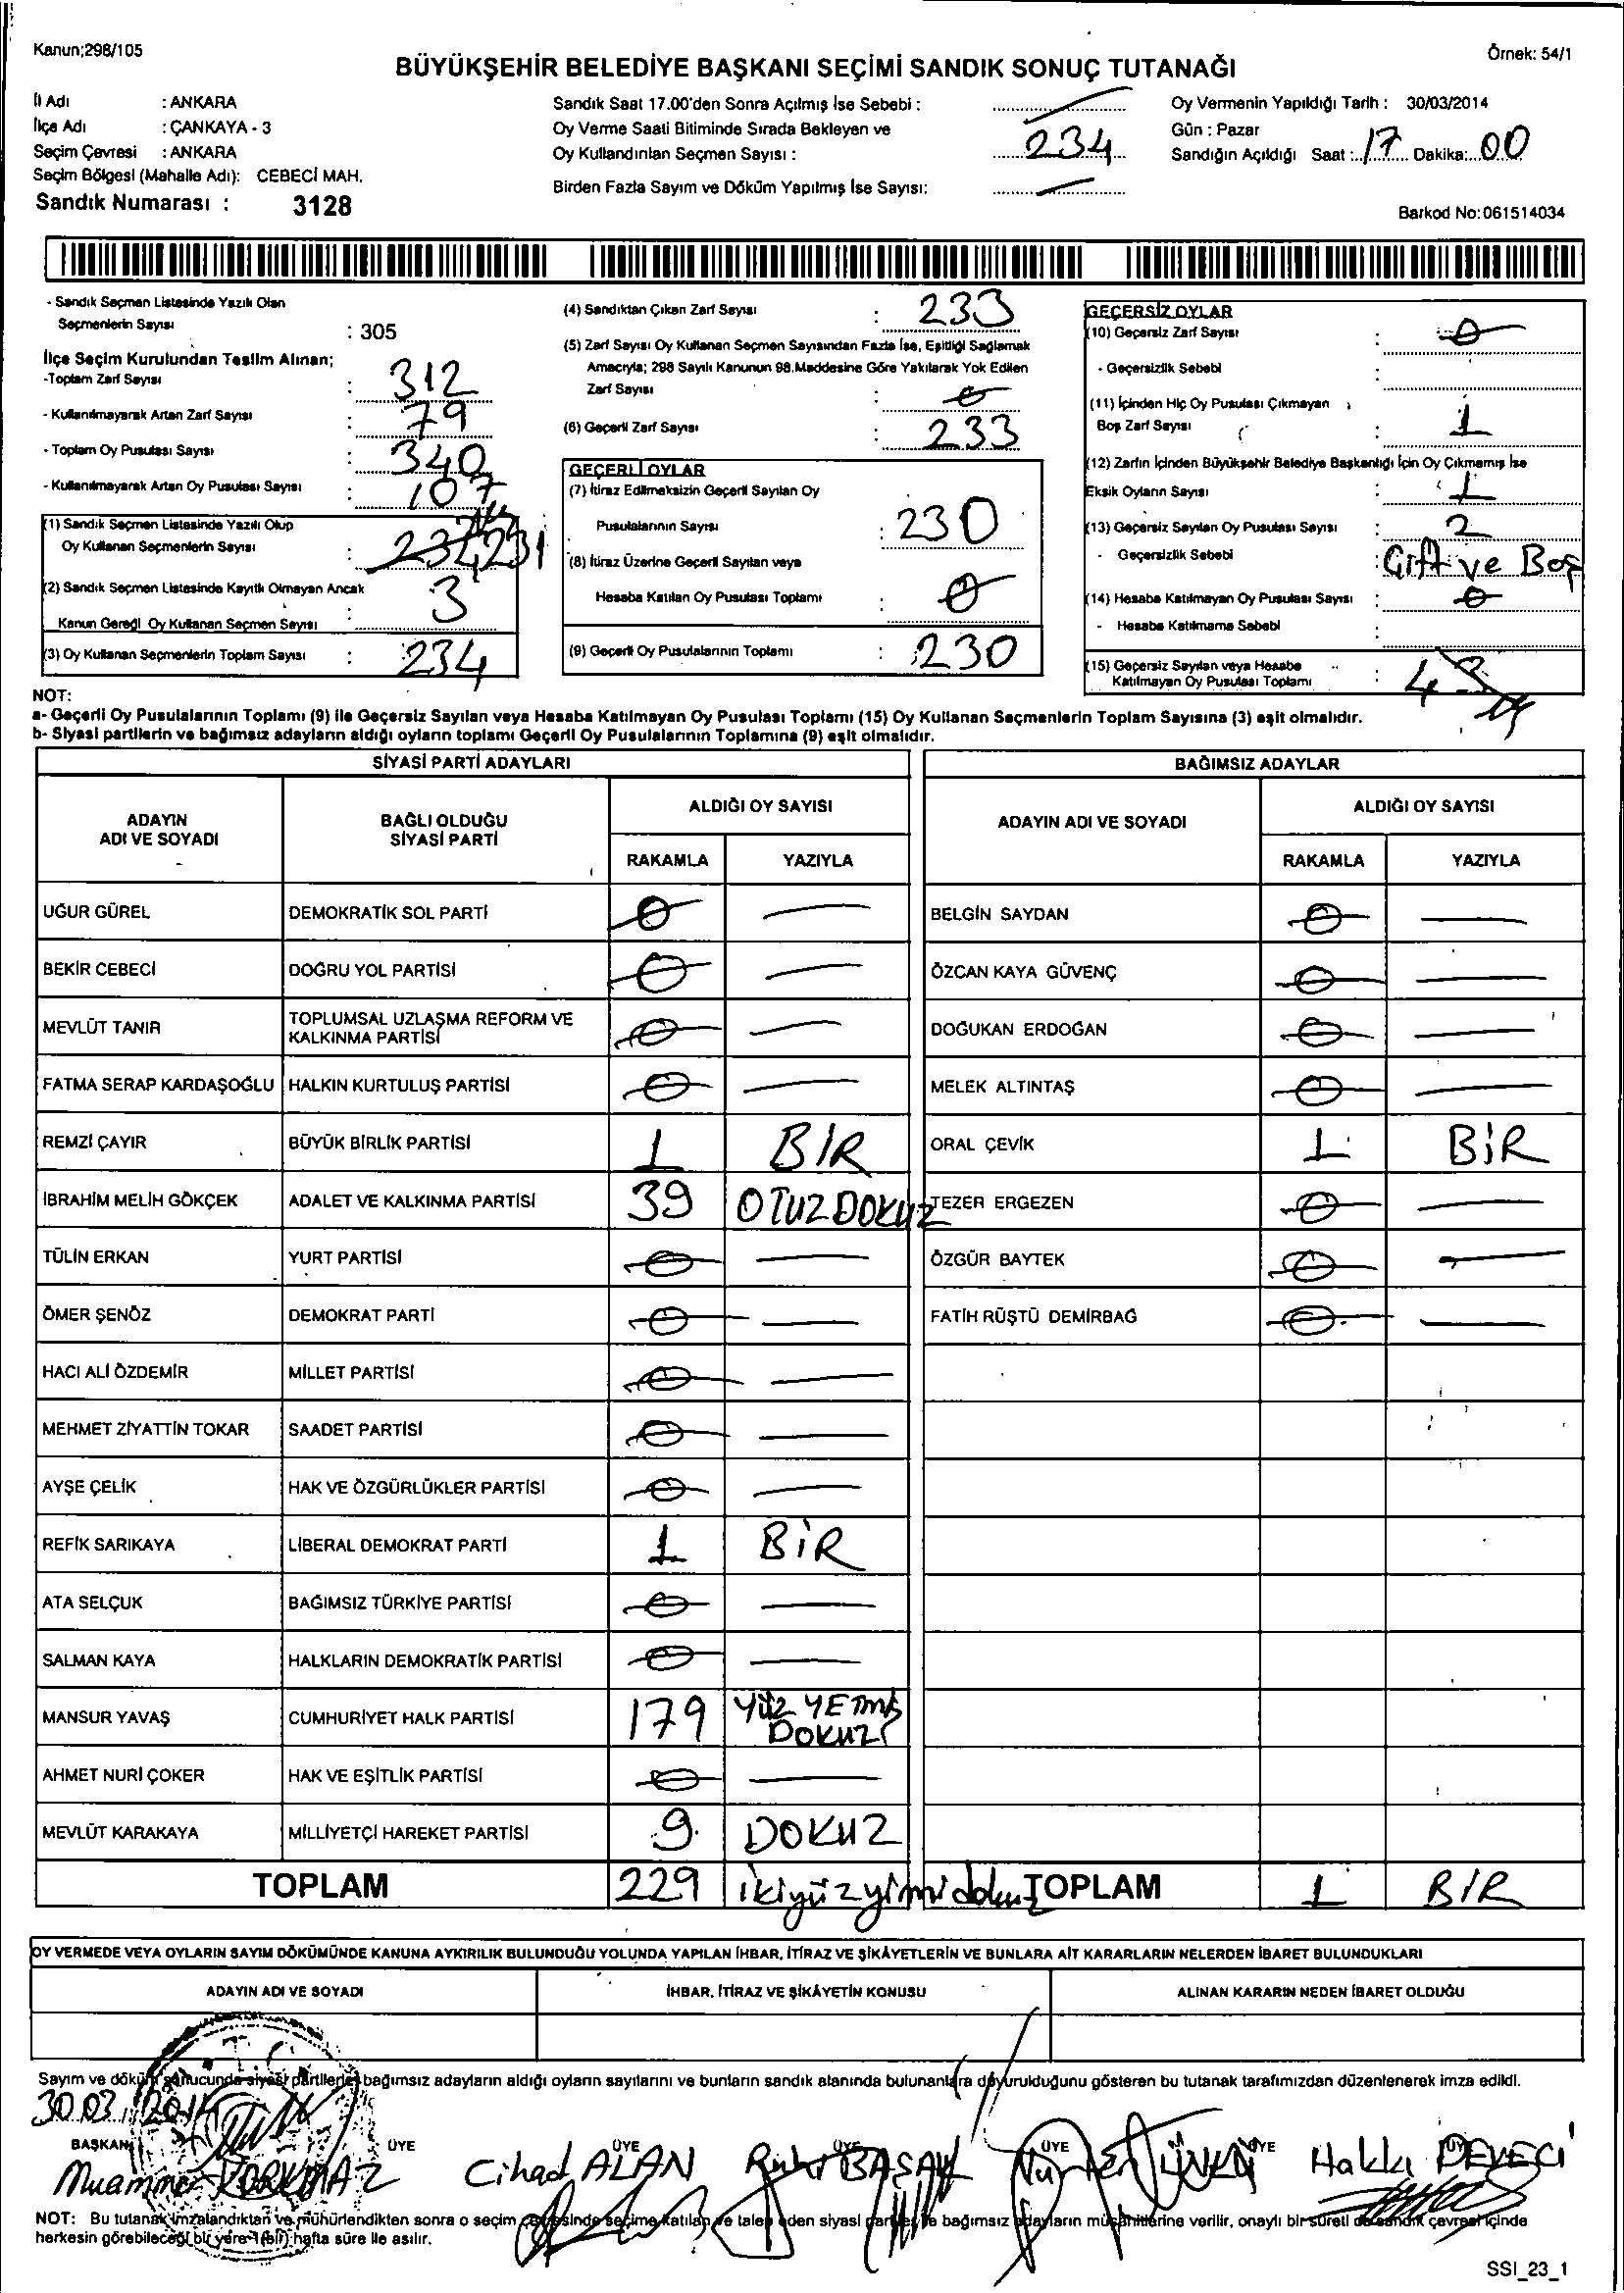 Kanun;298/105
Örnek: 54/1
BÜYÜKŞEHİR BELEDİYE BAŞKANI SEÇİMİ SANDIK SONUÇ TUTANAĞI
İl Adı : ANKARA
İlçe Adı : ÇANKAYA - 3
Seçim Çevresi : ANKARA
Seçim Bölgesi (Mahalle Adı): CEBECİ MAH.
Sandık Numarası : 3128
Sandık Saat 17.00'den Sonra Açılmış İse Sebebi :
Oy Verme Saati Bitiminde Sırada Bekleyen ve
Oy Kullandırılan Seçmen Sayısı : 234
Birden Fazla Sayım ve Döküm Yapılmış İse Sayısı:
Oy Vermenin Yapıldığı Tarih : 30/03/2014
Gün : Pazar
Sandığın Açıldığı Saat : 17 Dakika: 00
Barkod No:061514034
- Sandık Seçmen Listesinde Yazılı Olan
Seçmenlerin Sayısı : 305
İlçe Seçim Kurulundan Teslim Alınan;
-Toplam Zarf Sayısı : 312
- Kullanılmayarak Artan Zarf Sayısı : 79
- Toplam Oy Pusulası Sayısı : 340
- Kullanılmayarak Artan Oy Pusulası Sayısı : 107
(1) Sandık Seçmen Listesinde Yazılı Olup
Oy Kullanan Seçmenlerin Sayısı : 234 231
(2) Sandık Seçmen Listesinde Kayıtlı Olmayan Ancak
Kanun Gereği Oy Kullanan Seçmen Sayısı : 3
(3) Oy Kullanan Seçmenlerin Toplam Sayısı : 234
(4) Sandıktan Çıkan Zarf Sayısı : 233
(5) Zarf Sayısı Oy Kullanan Seçmen Sayısından Fazla İse, Eşitliği Sağlamak
Amacıyla; 298 Sayılı Kanunun 98.Maddesine Göre Yakılarak Yok Edilen
Zarf Sayısı : 0
(6) Geçerli Zarf Sayısı : 233
GEÇERLİ OYLAR
(7) İtiraz Edilmeksizin Geçerli Sayılan Oy
Pusulalarının Sayısı : 230
(8) İtiraz Üzerine Geçerli Sayılan veya
Hesaba Katılan Oy Pusulası Toplamı : 0
(9) Geçerli Oy Pusulalarının Toplamı : 230
GEÇERSİZ OYLAR
(10) Geçersiz Zarf Sayısı : 0
- Geçersizlik Sebebi :
(11) İçinden Hiç Oy Pusulası Çıkmayan
Boş Zarf Sayısı : 1
(12) Zarfın İçinden Büyükşehir Belediye Başkanlığı İçin Oy Çıkmamış İse
Eksik Oyların Sayısı : 1
(13) Geçersiz Sayılan Oy Pusulası Sayısı : 2
- Geçersizlik Sebebi : Çift ve Boş
(14) Hesaba Katılmayan Oy Pusulası Sayısı : 0
- Hesaba Katılmama Sebebi :
(15) Geçersiz Sayılan veya Hesaba
Katılmayan Oy Pusulası Toplamı : 4
NOT:
a- Geçerli Oy Pusulalarının Toplamı (9) ile Geçersiz Sayılan veya Hesaba Katılmayan Oy Pusulası Toplamı (15) Oy Kullanan Seçmenlerin Toplam Sayısına (3) eşit olmalıdır.
b- Siyasi partilerin ve bağımsız adayların aldığı oyların toplamı Geçerli Oy Pusulalarının Toplamına (9) eşit olmalıdır.
SİYASİ PARTİ ADAYLARI
ADAYIN ADI VE SOYADI BAĞLI OLDUĞU SİYASİ PARTİ ALDIĞI OY SAYISI
RAKAMLA YAZIYLA
UĞUR GÜREL DEMOKRATİK SOL PARTİ 0
BEKİR CEBECİ DOĞRU YOL PARTİSİ 0
MEVLÜT TANIR TOPLUMSAL UZLAŞMA REFORM VE KALKINMA PARTİSİ 0
FATMA SERAP KARDAŞOĞLU HALKIN KURTULUŞ PARTİSİ 0
REMZİ ÇAYIR BÜYÜK BİRLİK PARTİSİ 1 BİR
İBRAHİM MELİH GÖKÇEK ADALET VE KALKINMA PARTİSİ 39 OTUZDOKUZ
TÜLİN ERKAN YURT PARTİSİ 0
ÖMER ŞENÖZ DEMOKRAT PARTİ 0
HACI ALİ ÖZDEMİR MİLLET PARTİSİ 0
MEHMET ZİYATTİN TOKAR SAADET PARTİSİ 0
AYŞE ÇELİK HAK VE ÖZGÜRLÜKLER PARTİSİ 0
REFİK SARIKAYA LİBERAL DEMOKRAT PARTİ 1 BİR
ATA SELÇUK BAĞIMSIZ TÜRKİYE PARTİSİ 0
SALMAN KAYA HALKLARIN DEMOKRATİK PARTİSİ 0
MANSUR YAVAŞ CUMHURİYET HALK PARTİSİ 179 YÜZ YETMİŞ DOKUZ
AHMET NURİ ÇOKER HAK VE EŞİTLİK PARTİSİ 0
MEVLÜT KARAKAYA MİLLİYETÇİ HAREKET PARTİSİ 9 DOKUZ
TOPLAM 229 ikiyüzyirmidokuz
BAĞIMSIZ ADAYLAR
ADAYIN ADI VE SOYADI ALDIĞI OY SAYISI
RAKAMLA YAZIYLA
BELGİN SAYDAN 0
ÖZCAN KAYA GÜVENÇ 0
DOĞUKAN ERDOĞAN 0
MELEK ALTINTAŞ 0
ORAL ÇEVİK 1 BİR
TEZER ERGEZEN 0
ÖZGÜR BAYTEK 0
FATİH RÜŞTÜ DEMİRBAĞ 0
TOPLAM 1 BİR
OY VERMEDE VEYA OYLARIN SAYIM DÖKÜMÜNDE KANUNA AYKIRILIK BULUNDUĞU YOLUNDA YAPILAN İHBAR, İTİRAZ VE ŞİKÂYETLERİN VE BUNLARA AİT KARARLARIN NELERDEN İBARET BULUNDUKLARI
ADAYIN ADI VE SOYADI İHBAR, İTİRAZ VE ŞİKÂYETİN KONUSU ALINAN KARARIN NEDEN İBARET OLDUĞU
Sayım ve döküm sonucunda siyasi partilerle bağımsız adayların aldığı oyların sayılarını ve bunların sandık alanında bulunanlara duyurulduğunu gösteren bu tutanak tarafımızdan düzenlenerek imza edildi.
30.03.2014
BAŞKAN ÜYE ÜYE ÜYE ÜYE ÜYE ÜYE
Muammer KORKMAZ Cihad ALAN Ruhi BAŞAK Nurten ÜNLÜ Hakkı DEVECİ
NOT: Bu tutanak imzalandıktan ve mühürlendikten sonra o seçim çevresinde seçime katılan ve talep eden siyasi partiler ile bağımsız adayların müşahitlerine verilir, onaylı bir sureti de sandık çevresi içinde
herkesin görebileceği bir yere 1 (bir) hafta süre ile asılır.
SSI_23_1